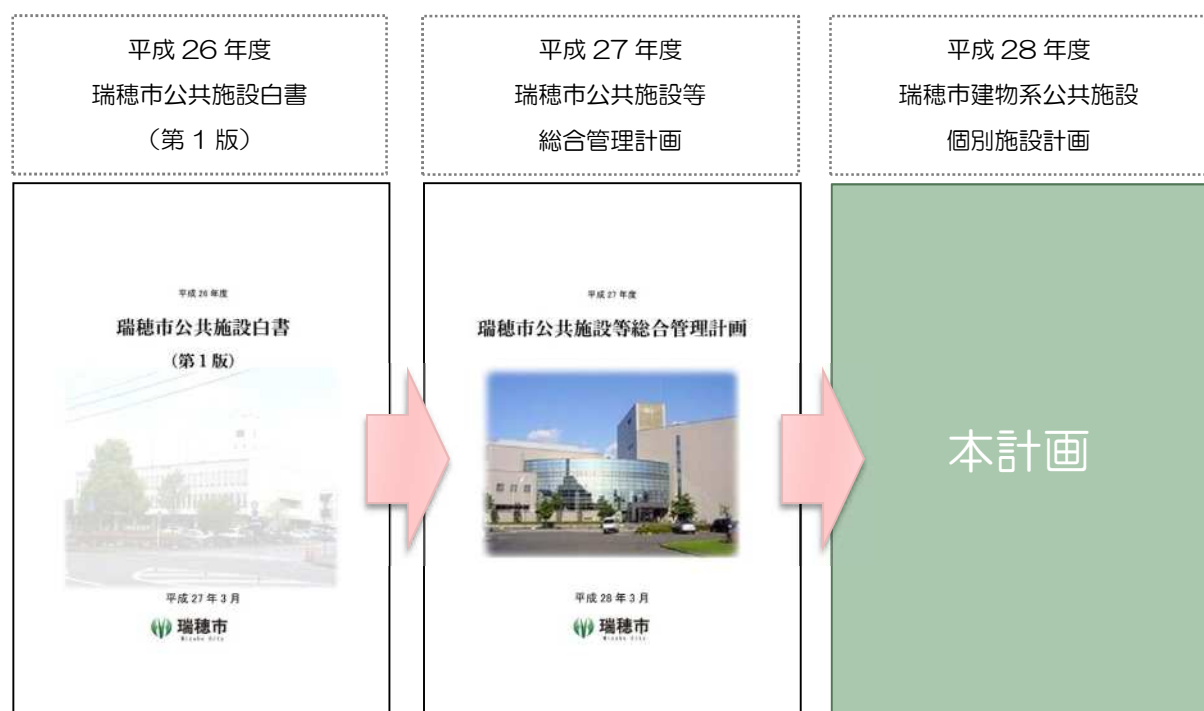 平成 26 年度
瑞穂市公共施設白書
（第 1 版）
平成 27 年度
瑞穂市公共施設等
総合管理計画
平成 28 年度
瑞穂市建物系公共施設
個別施設計画
平成 26 年度
瑞穂市公共施設白書
（第 1 版）
平成 27 年 3 月
瑞穂市
Mizuho City
平成 27 年度
瑞穂市公共施設等総合管理計画
平成 28 年 3 月
瑞穂市
Mizuho City
本計画